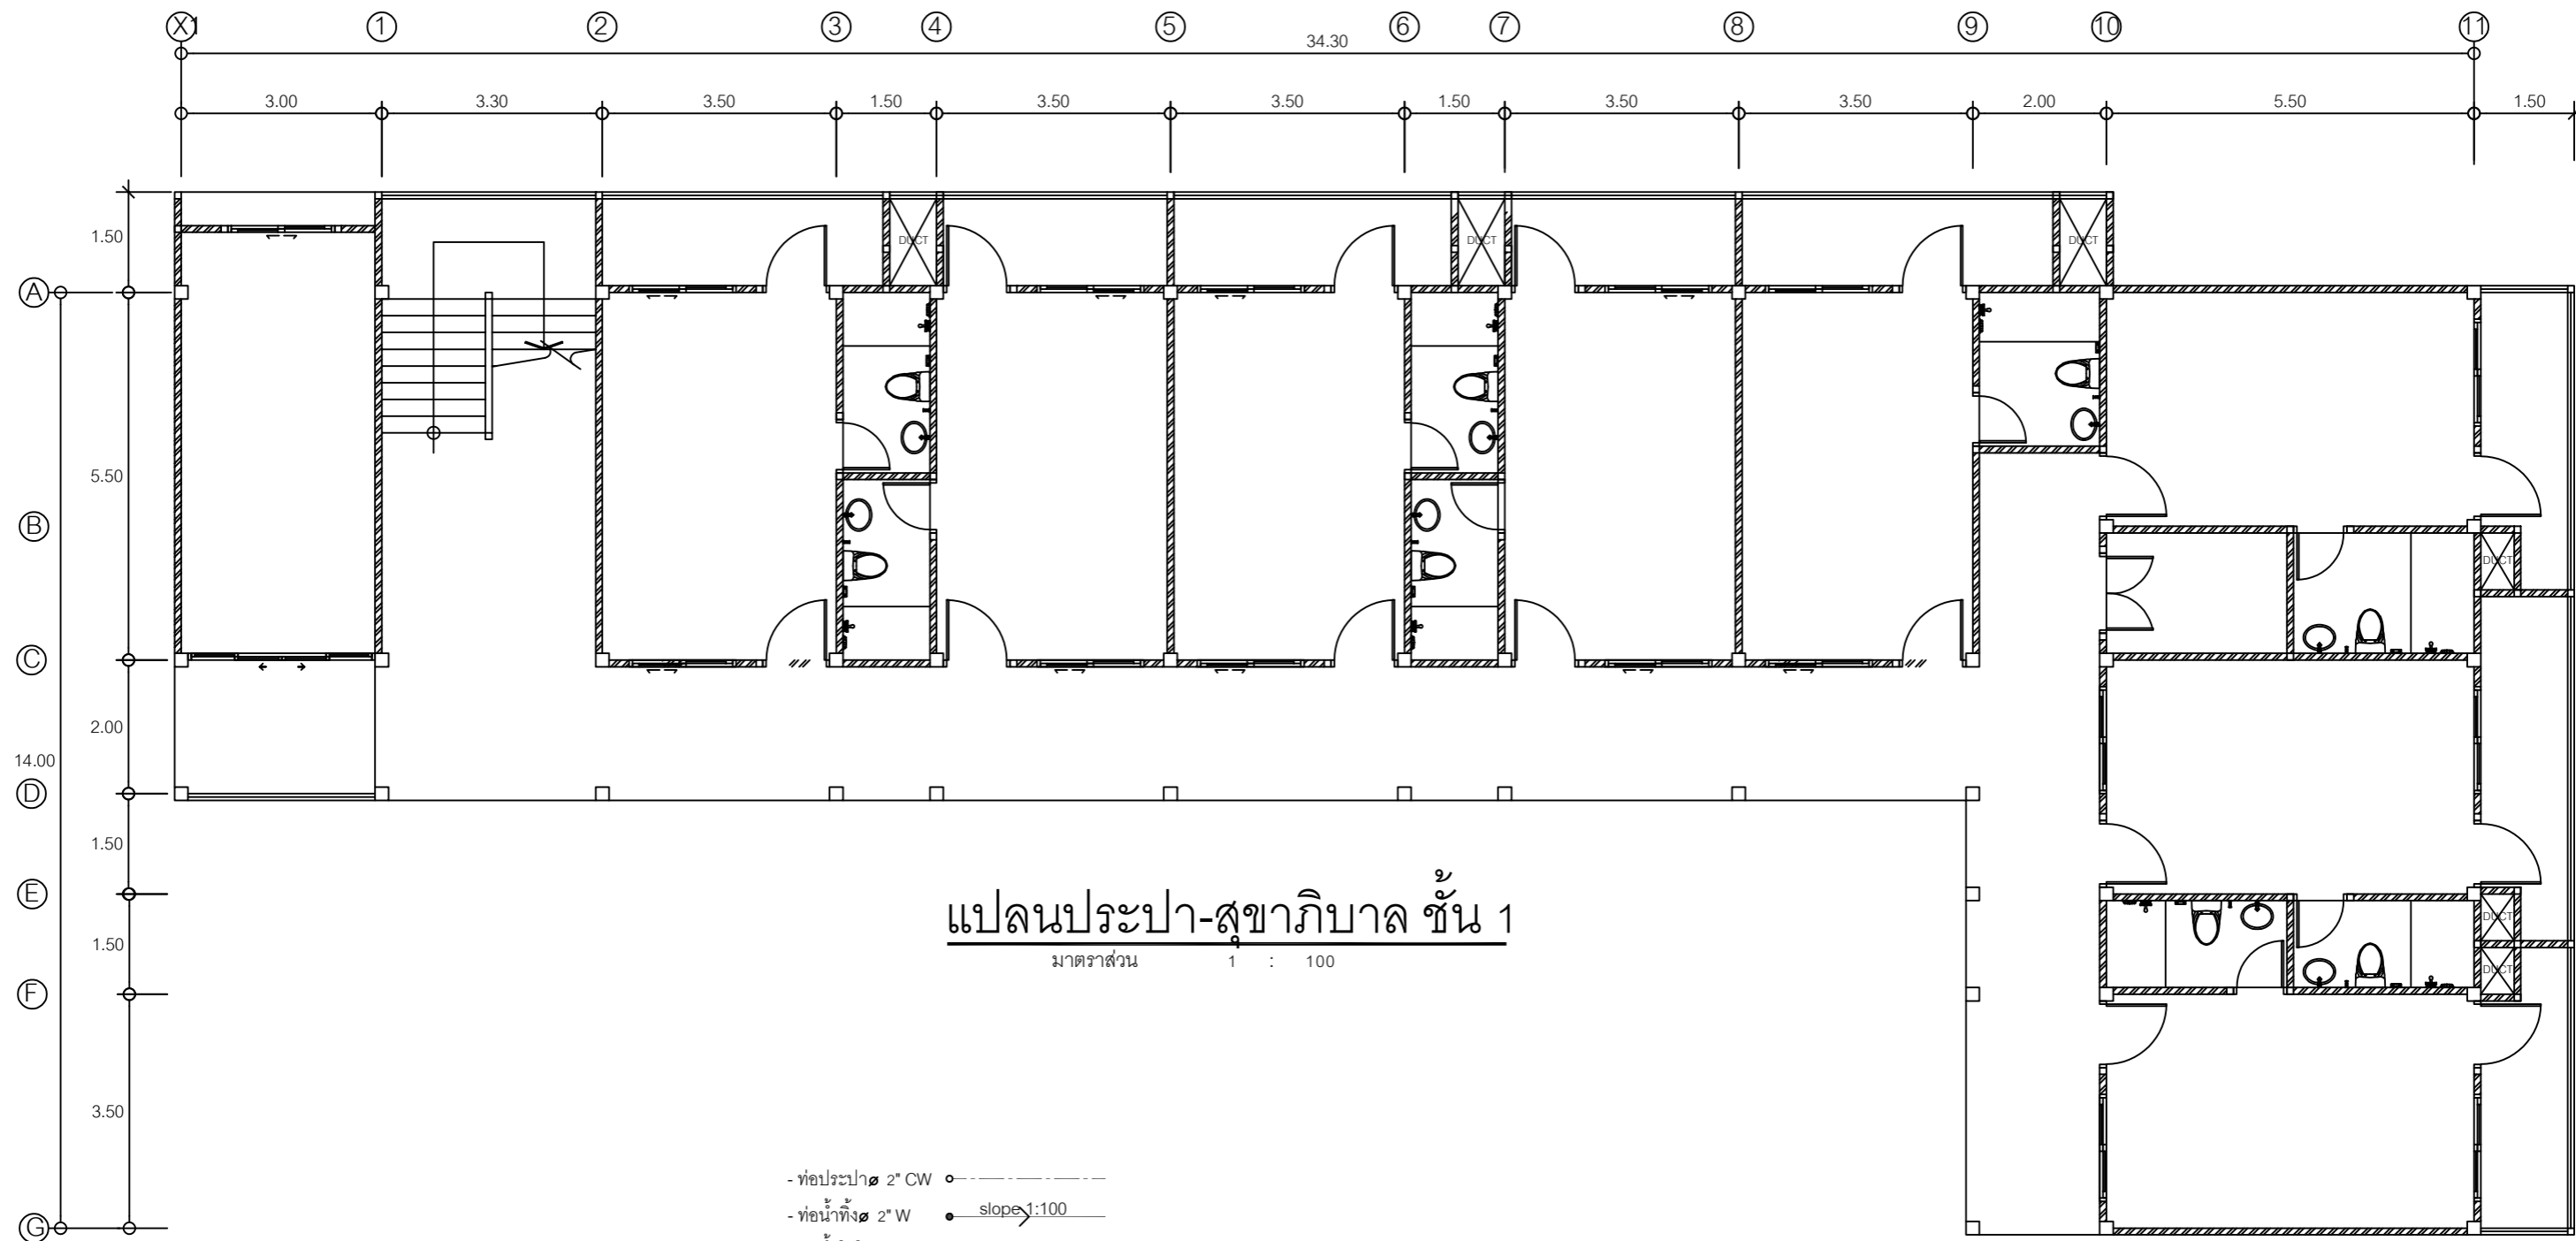 X1 1 2 3 4 5 6 7 8 9 10 11
34.30
3.00 3.30 3.50 1.50 3.50 3.50 1.50 3.50 3.50 2.00 5.50 1.50
1.50
DUCT DUCT DUCT
A
5.50
B
DUCT
C
2.00
14.00
D
1.50
E
แปลนประปา-สุขาภิบาล ชั้น 1
DUCT
1.50
มาตราส่วน 1 : 100
DUCT
F
3.50
- ท่อประปาø 2" CW
- ท่อน้ำทิ้งø 2" W slope 1:100
G